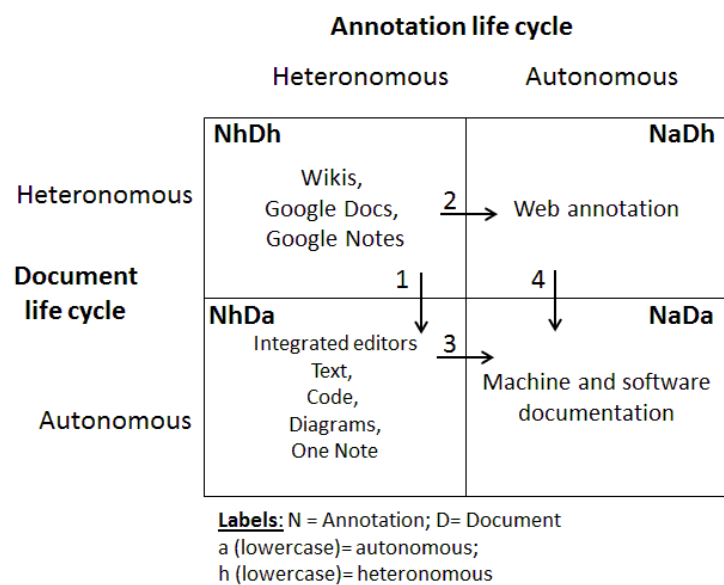 Annotation life cycle
Heteronomous Autonomous
NhDh NaDh
Wikis,
Google Docs,
Google Notes
Heteronomous
2
Web annotation
Document
life cycle
1
4
NhDa NaDa
Integrated editors
Text,
Code,
Diagrams,
One Note
3
Machine and software
documentation
Autonomous
Labels: N = Annotation; D= Document
a (lowercase)= autonomous;
h (lowercase)= heteronomous